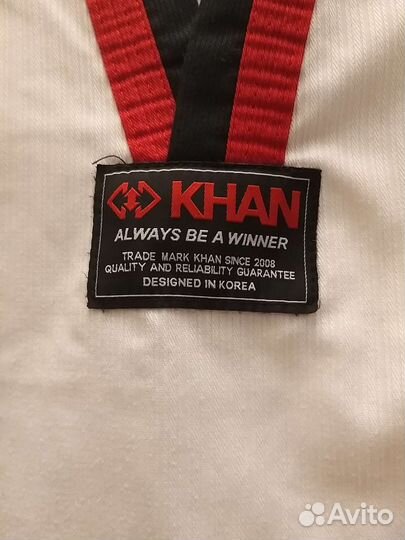 KHAN
ALWAYS BE A WINNER
TRADE MARK KHAN SINCE 2008
QUALITY AND RELIABILITY GUARANTEE
DESIGNED IN KOREA
Avito